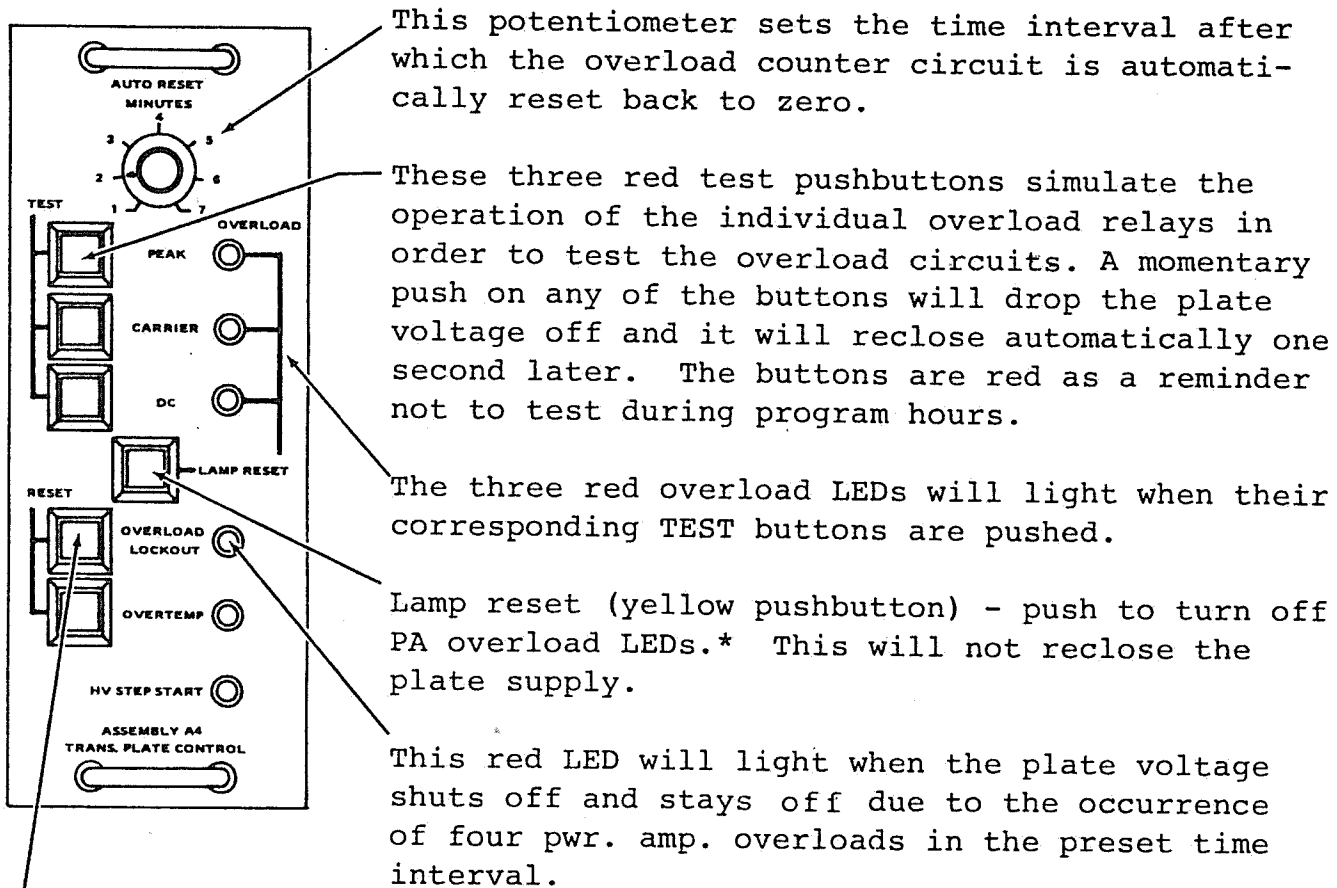 AUTO RESET
MINUTES
1 2 3 4 5 6 7
TEST
OVERLOAD
PEAK
CARRIER
DC
LAMP RESET
RESET
OVERLOAD
LOCKOUT
OVERTEMP
HV STEP START
ASSEMBLY A4
TRANS. PLATE CONTROL
This potentiometer sets the time interval after
which the overload counter circuit is automati-
cally reset back to zero.
These three red test pushbuttons simulate the
operation of the individual overload relays in
order to test the overload circuits. A momentary
push on any of the buttons will drop the plate
voltage off and it will reclose automatically one
second later. The buttons are red as a reminder
not to test during program hours.
The three red overload LEDs will light when their
corresponding TEST buttons are pushed.
Lamp reset (yellow pushbutton) - push to turn off
PA overload LEDs.* This will not reclose the
plate supply.
This red LED will light when the plate voltage
shuts off and stays off due to the occurrence
of four pwr. amp. overloads in the preset time
interval.